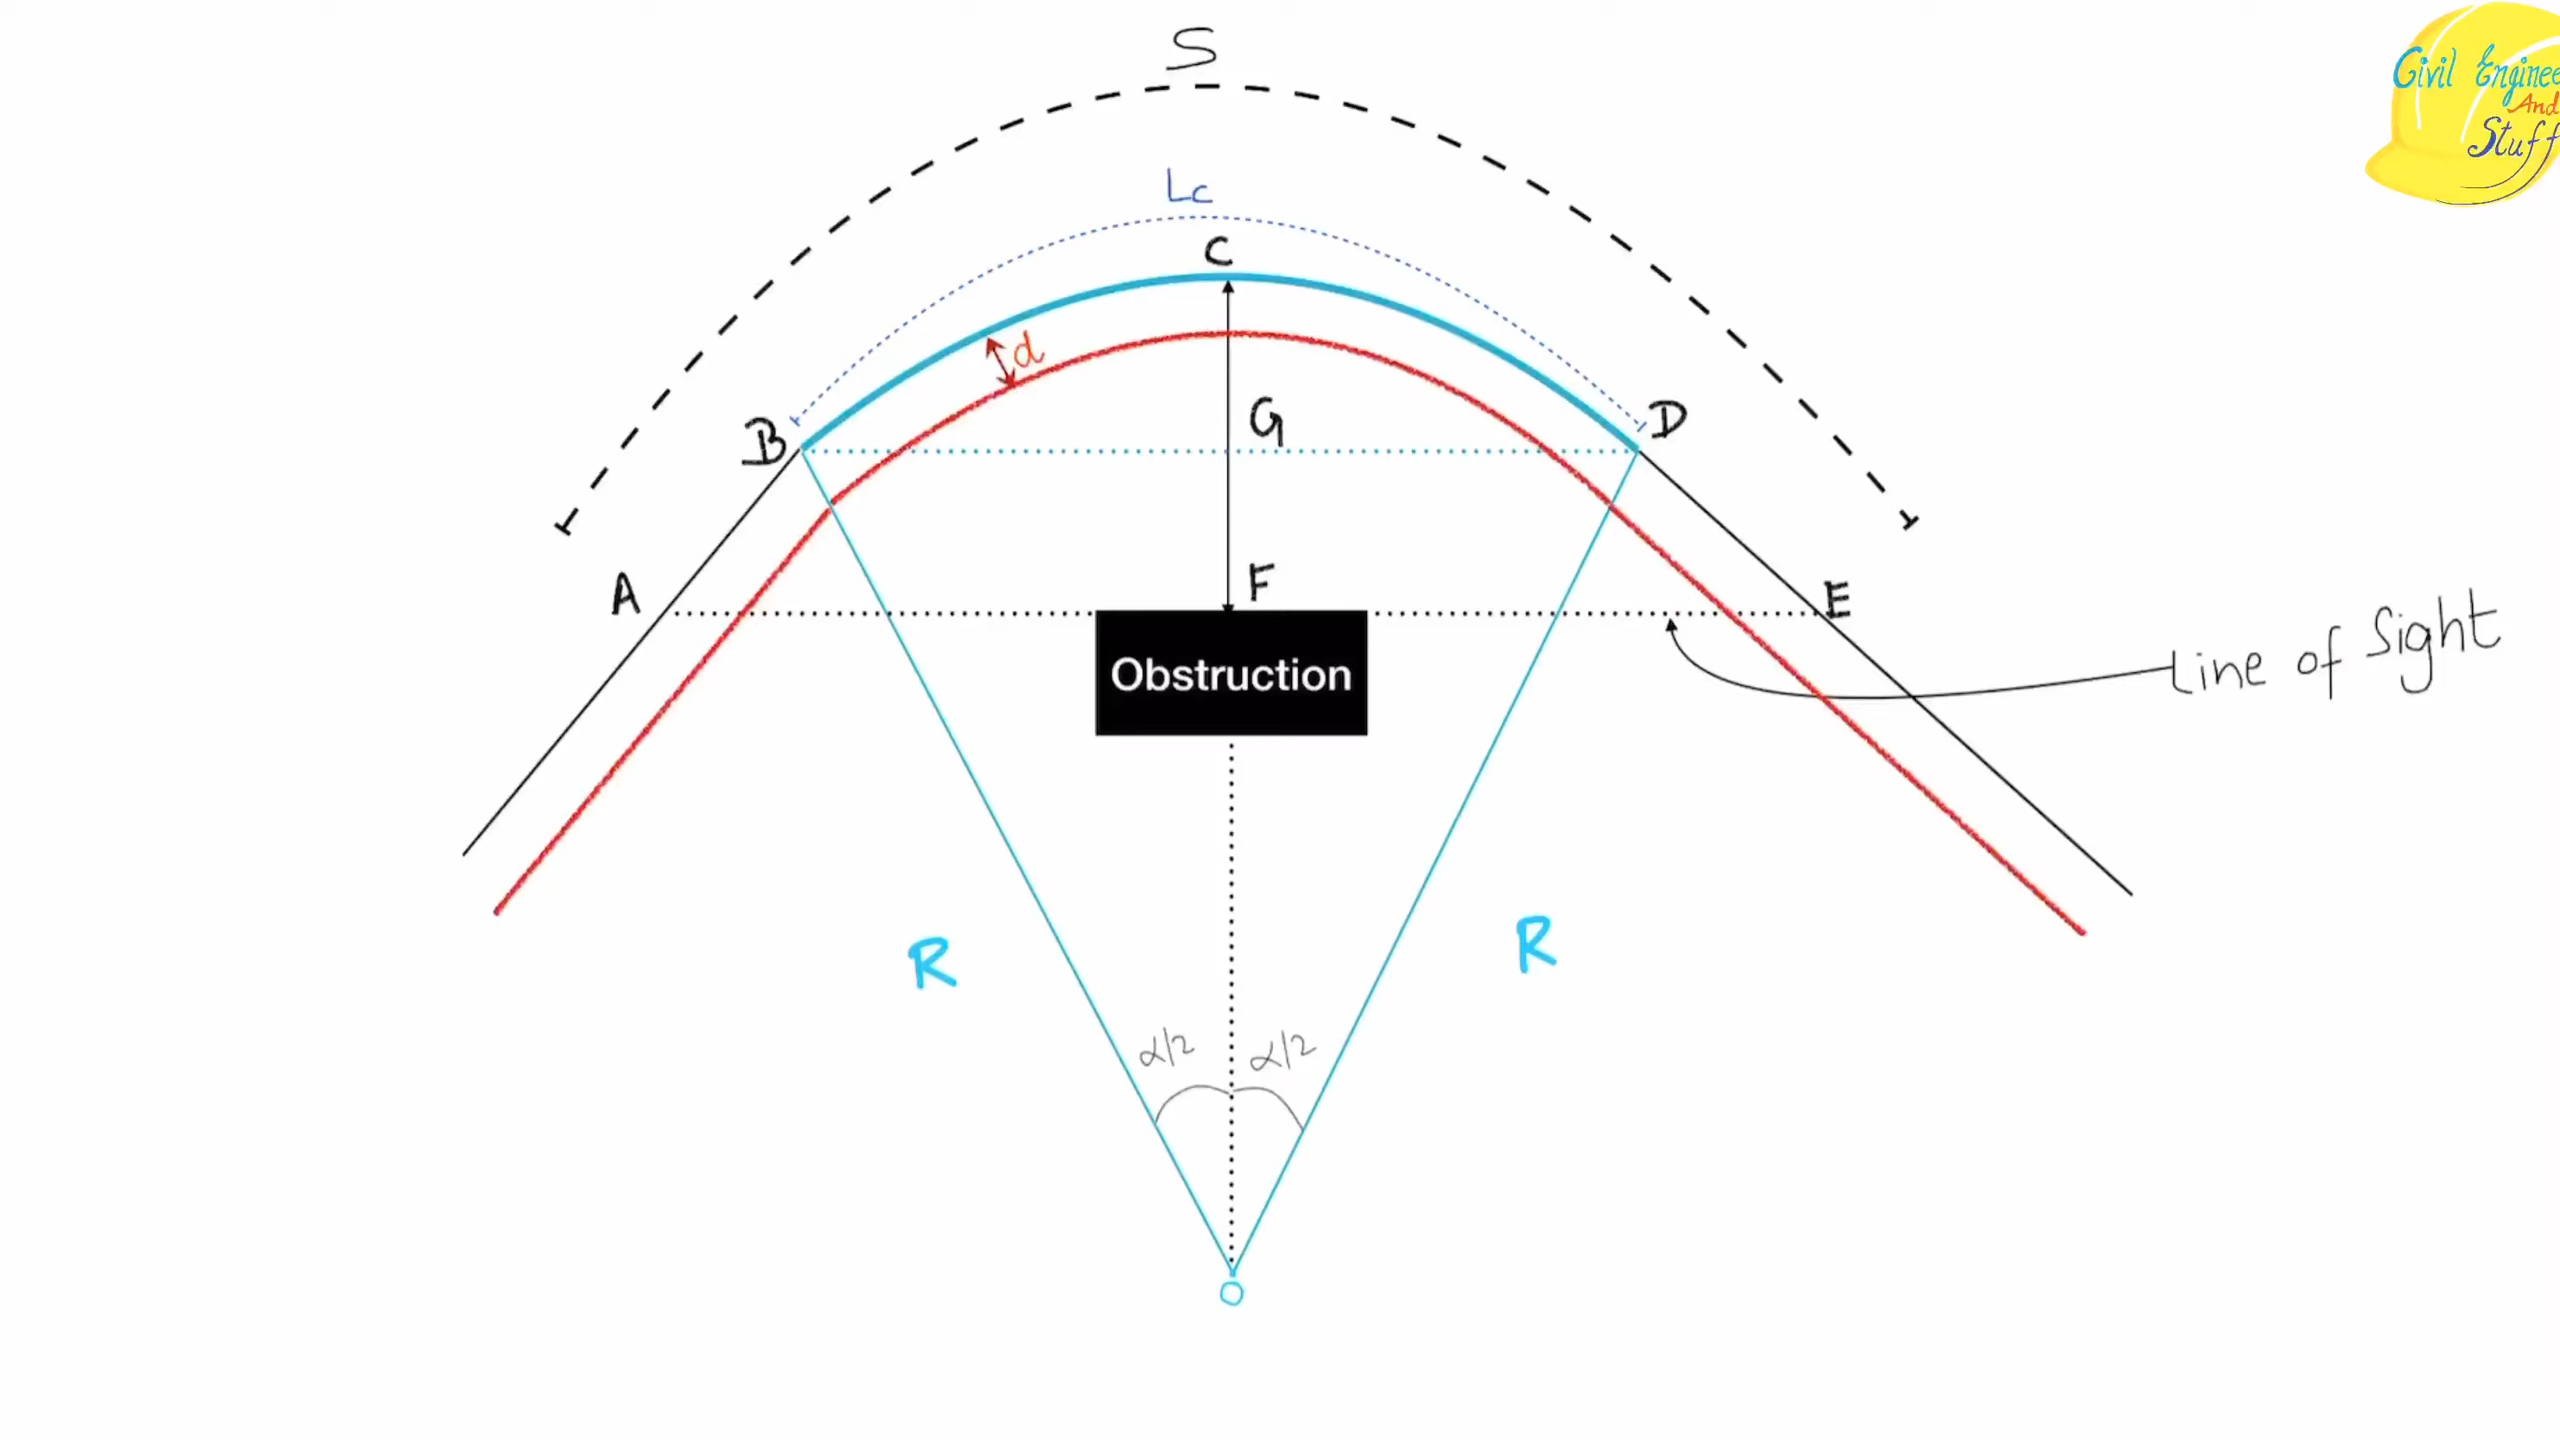 S
Civil Enginee
And
Stuff
Lc
C
d
B
G
D
A
F
E
Line of Sight
Obstruction
R
R
α/2
α/2
O